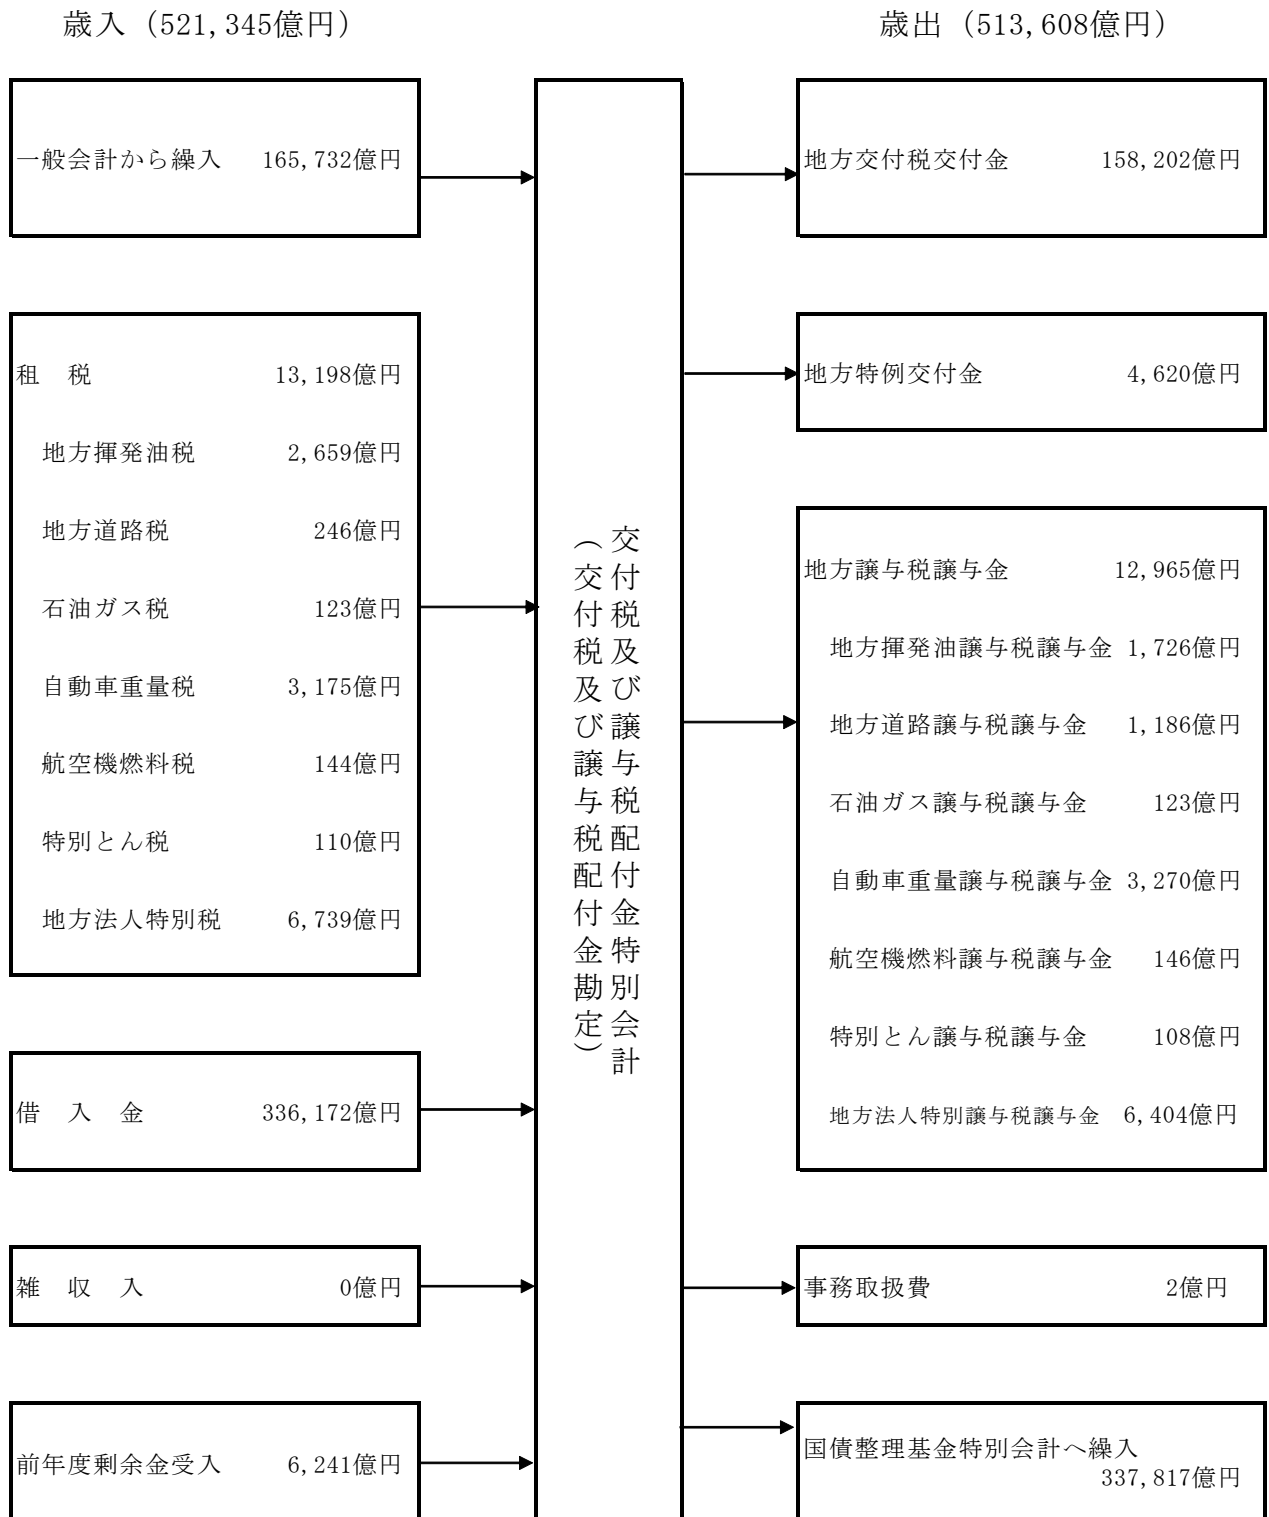 歳入（521,345億円）
一般会計から繰入 165,732億円
租 税 13,198億円
地方揮発油税 2,659億円
地方道路税 246億円
石油ガス税 123億円
自動車重量税 3,175億円
航空機燃料税 144億円
特別とん税 110億円
地方法人特別税 6,739億円
借 入 金 336,172億円
雑 収 入 0億円
前年度剰余金受入 6,241億円
交付税及び譲与税配付金特別会計
（交付税及び譲与税配付金勘定）
歳出（513,608億円）
地方交付税交付金 158,202億円
地方特例交付金 4,620億円
地方譲与税譲与金 12,965億円
地方揮発油譲与税譲与金 1,726億円
地方道路譲与税譲与金 1,186億円
石油ガス譲与税譲与金 123億円
自動車重量譲与税譲与金 3,270億円
航空機燃料譲与税譲与金 146億円
特別とん譲与税譲与金 108億円
地方法人特別譲与税譲与金 6,404億円
事務取扱費 2億円
国債整理基金特別会計へ繰入
337,817億円